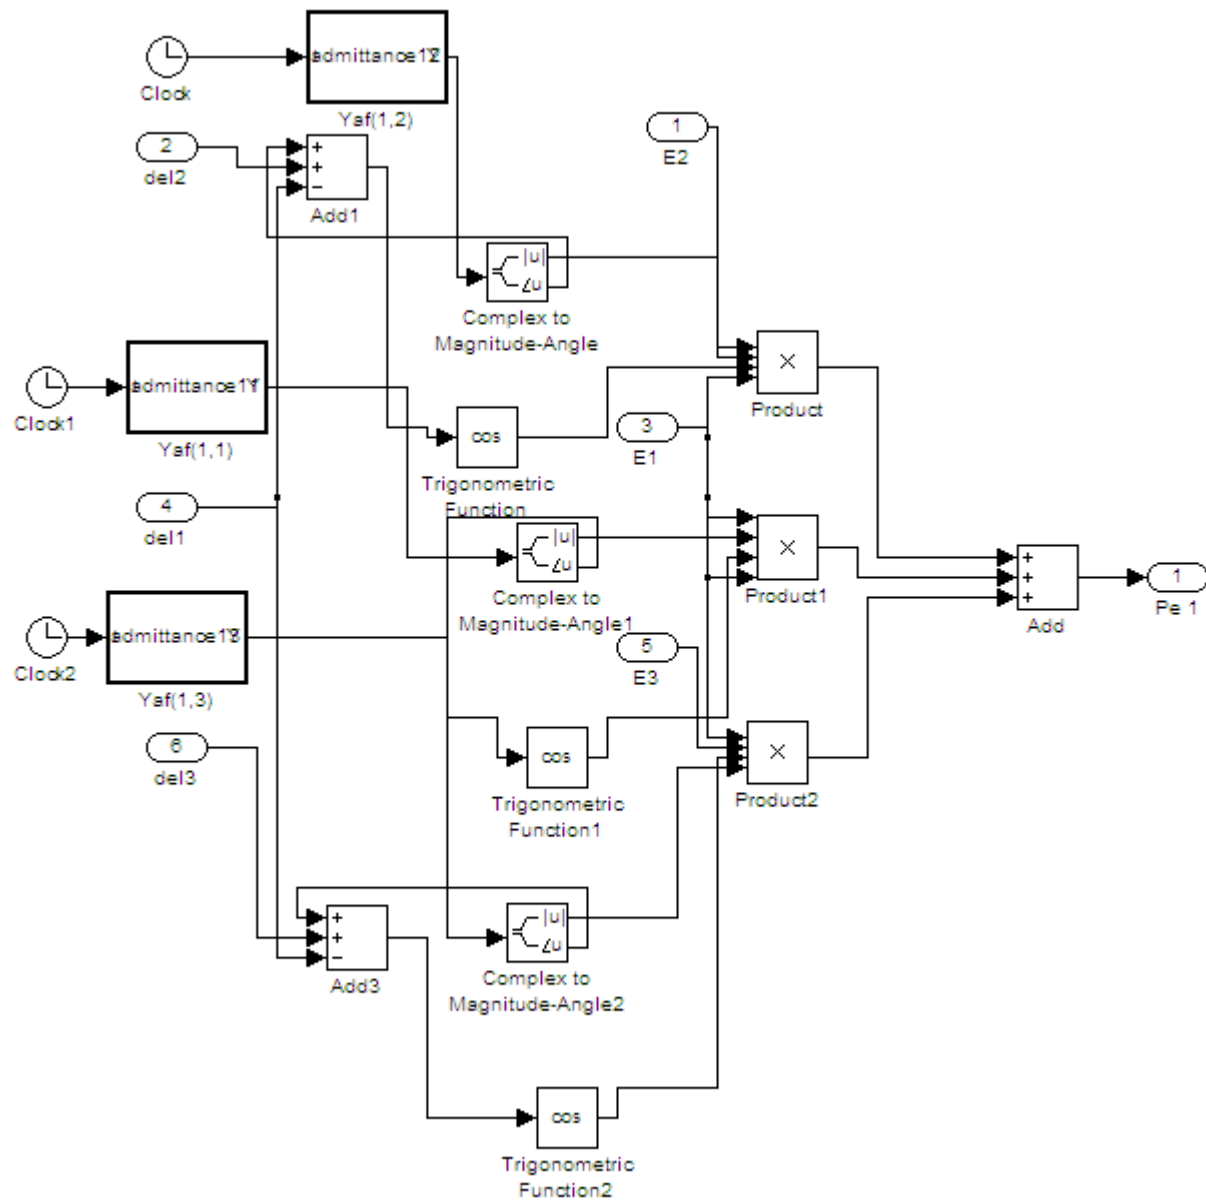 admittance12
Clock
Yaf(1,2)
1
E2
2
del2
+
+
−
Add1
|u|
∠u
Complex to
Magnitude-Angle
×
Product
admittance11
Clock1
Yaf(1,1)
3
E1
cos
Trigonometric
Function
4
del1
|u|
∠u
Complex to
Magnitude-Angle1
×
Product1
+
+
+
Add
1
Pe 1
admittance13
Clock2
Yaf(1,3)
5
E3
6
del3
cos
Trigonometric
Function1
×
Product2
+
+
−
Add3
|u|
∠u
Complex to
Magnitude-Angle2
cos
Trigonometric
Function2